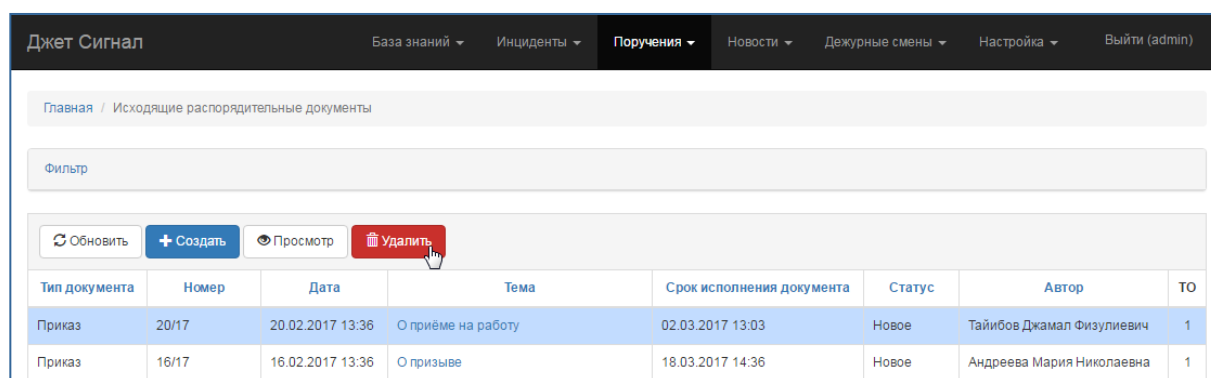 Джет Сигнал База знаний Инциденты Поручения Новости Дежурные смены Настройка Выйти (admin)
Главная / Исходящие распорядительные документы
Фильтр
Обновить Создать Просмотр Удалить
Тип документа Номер Дата Тема Срок исполнения документа Статус Автор ТО
Приказ 20/17 20.02.2017 13:36 О приёме на работу 02.03.2017 13:03 Новое Тайибов Джамал Физулиевич 1
Приказ 16/17 16.02.2017 13:36 О призыве 18.03.2017 14:36 Новое Андреева Мария Николаевна 1